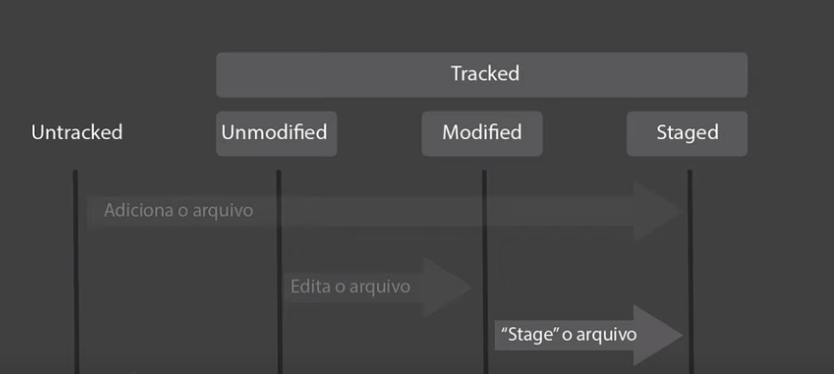 Tracked
Untracked
Unmodified
Modified
Staged
Adiciona o arquivo
Edita o arquivo
“Stage” o arquivo